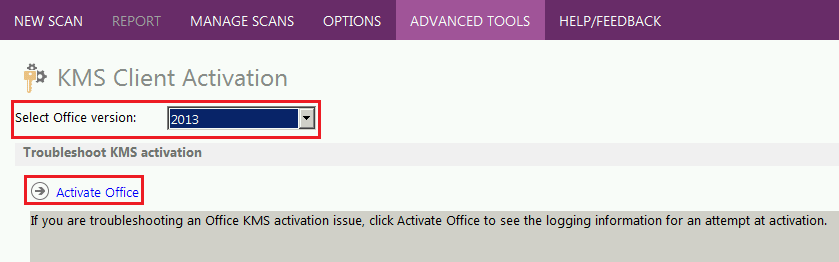 NEW SCAN REPORT MANAGE SCANS OPTIONS ADVANCED TOOLS HELP/FEEDBACK
KMS Client Activation
Select Office version: 2013
Troubleshoot KMS activation
Activate Office
If you are troubleshooting an Office KMS activation issue, click Activate Office to see the logging information for an attempt at activation.